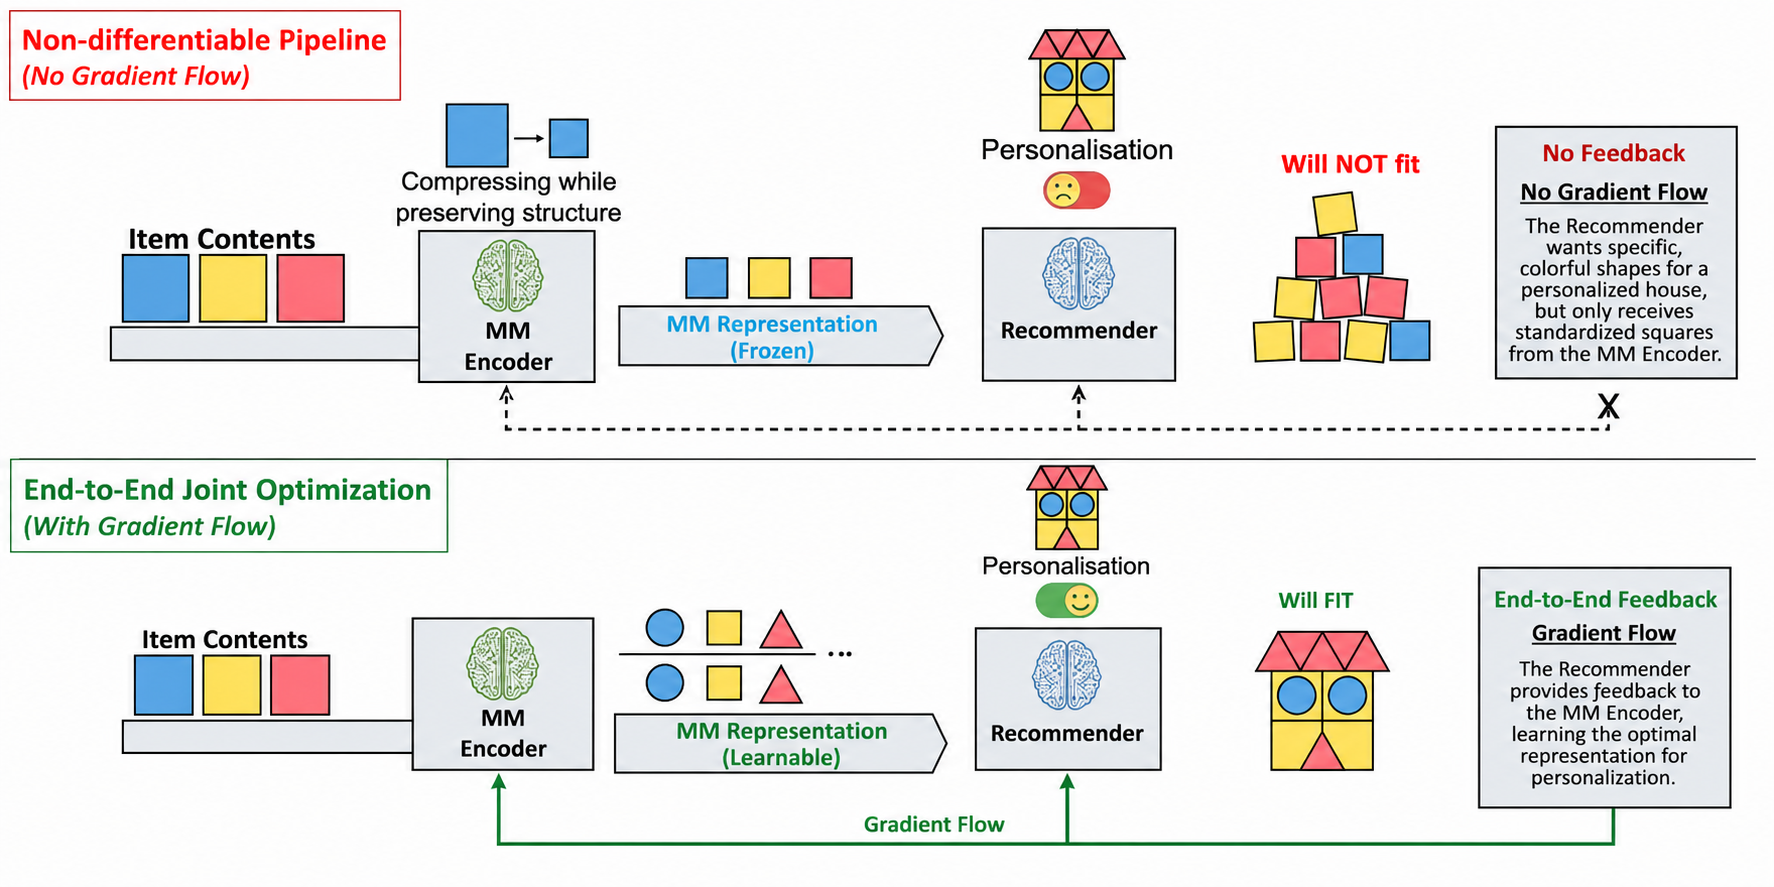 Non-differentiable Pipeline
(No Gradient Flow)
Compressing while
preserving structure
Item Contents
MM
Encoder
MM Representation
(Frozen)
Personalisation
Recommender
Will NOT fit
No Feedback
No Gradient Flow
The Recommender
wants specific,
colorful shapes for a
personalized house,
but only receives
standardized squares
from the MM Encoder.
X
End-to-End Joint Optimization
(With Gradient Flow)
Item Contents
MM
Encoder
...
MM Representation
(Learnable)
Personalisation
Recommender
Will FIT
End-to-End Feedback
Gradient Flow
The Recommender
provides feedback to
the MM Encoder,
learning the optimal
representation for
personalization.
Gradient Flow